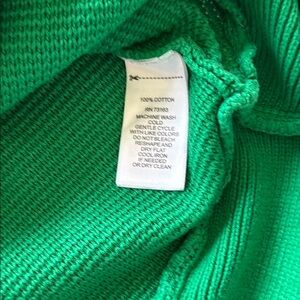 100% COTTON
RN 73163
MACHINE WASH
COLD
GENTLE CYCLE
WITH LIKE COLORS
DO NOT BLEACH
RESHAPE AND
DRY FLAT
COOL IRON
IF NEEDED
OR DRY CLEAN